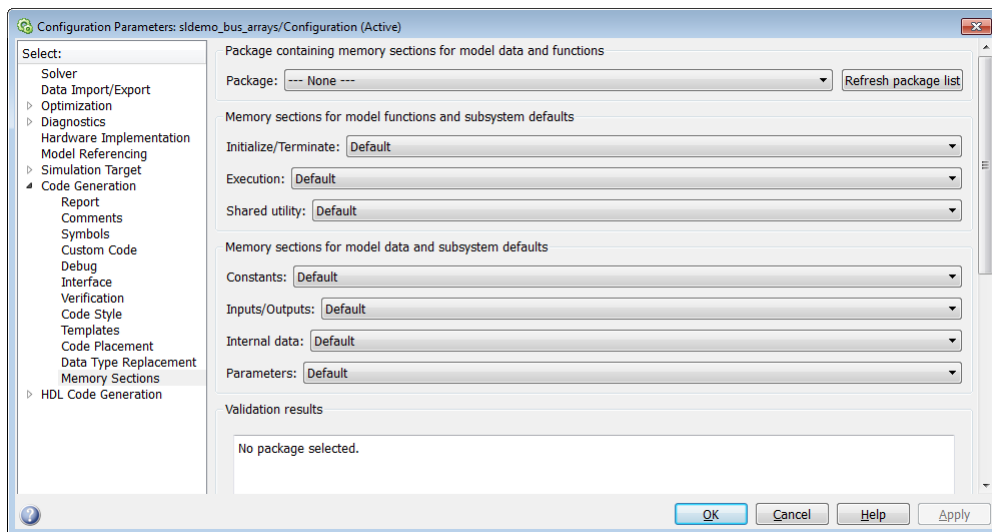 Configuration Parameters: sldemo_bus_arrays/Configuration (Active)
Select:
Solver
Data Import/Export
Optimization
Diagnostics
Hardware Implementation
Model Referencing
Simulation Target
Code Generation
Report
Comments
Symbols
Custom Code
Debug
Interface
Verification
Code Style
Templates
Code Placement
Data Type Replacement
Memory Sections
HDL Code Generation
Package containing memory sections for model data and functions
Package: --- None --- Refresh package list
Memory sections for model functions and subsystem defaults
Initialize/Terminate: Default
Execution: Default
Shared utility: Default
Memory sections for model data and subsystem defaults
Constants: Default
Inputs/Outputs: Default
Internal data: Default
Parameters: Default
Validation results
No package selected.
OK Cancel Help Apply